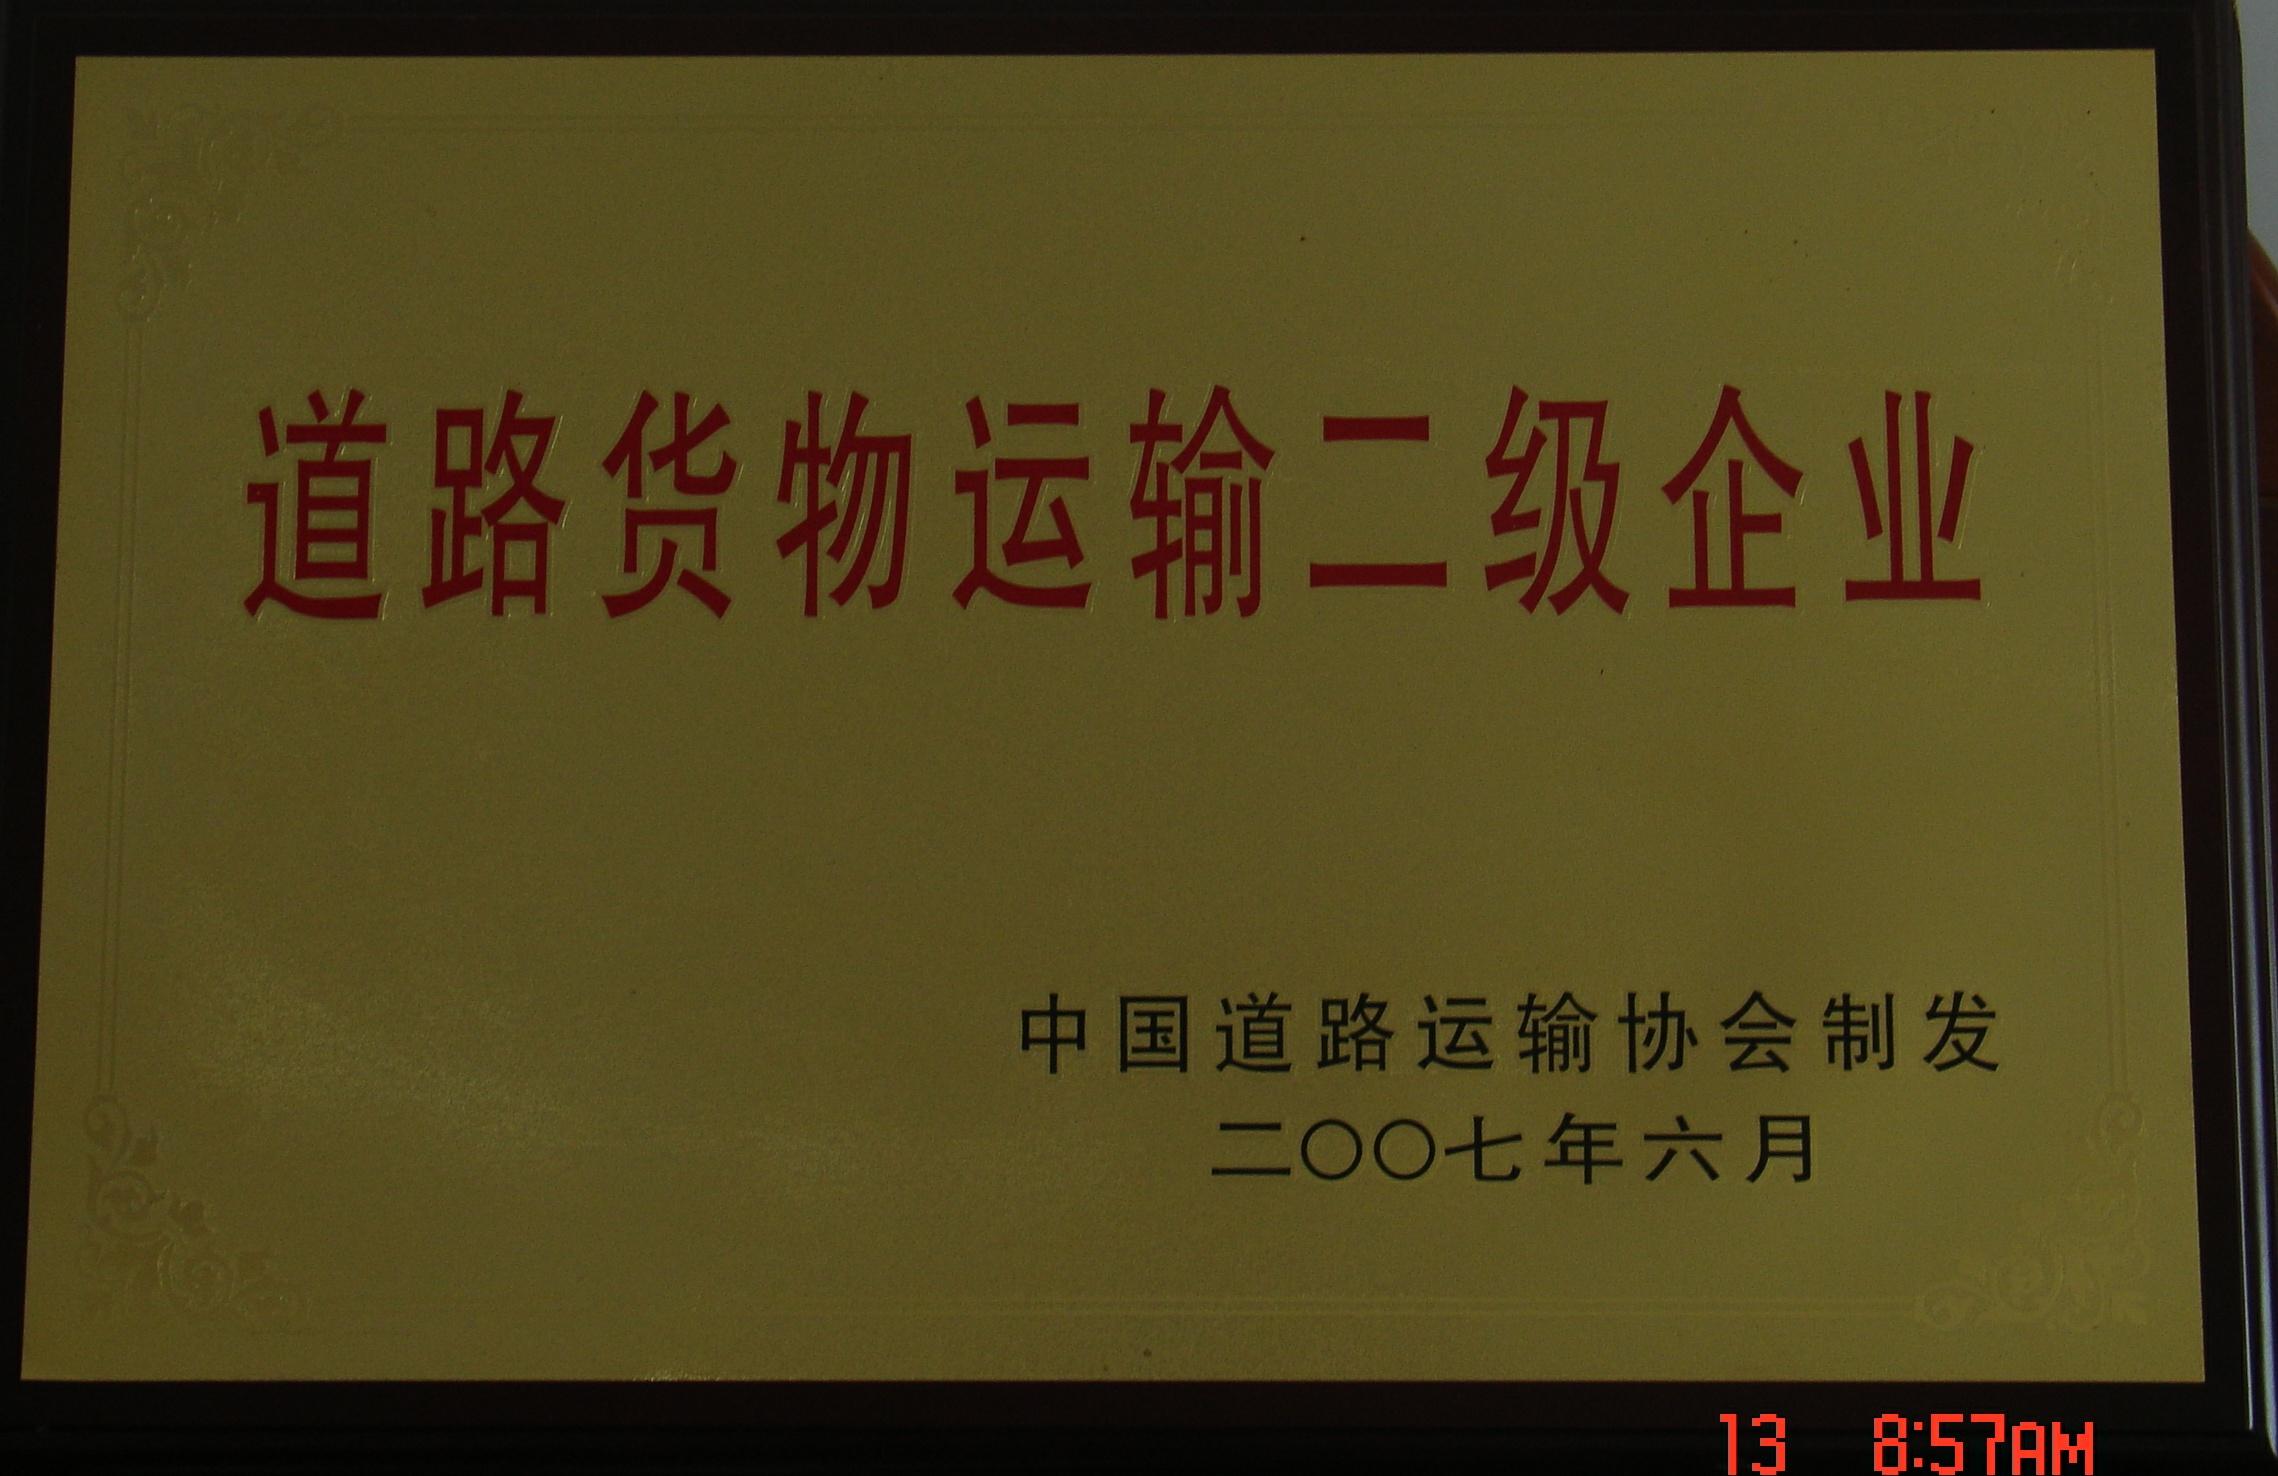 道路货物运输二级企业
中国道路运输协会制发
二〇〇七年六月
13 8:57AM